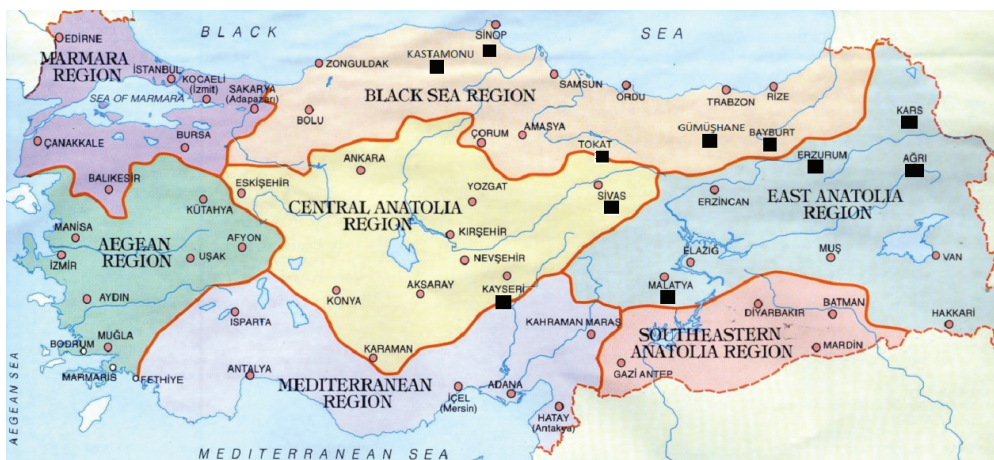 BLACK
SEA
EDİRNE
MARMARA
REGION
İSTANBUL
KOCAELİ
(İzmit)
SAKARYA
(Adapazarı)
SEA OF MARMARA
ÇANAKKALE
BURSA
BALIKESİR
ZONGULDAK
BOLU
KASTAMONU
SİNOP
BLACK SEA REGION
SAMSUN
ORDU
TRABZON
RİZE
ÇORUM
AMASYA
TOKAT
GÜMÜŞHANE
BAYBURT
KARS
ERZURUM
AĞRI
EAST ANATOLIA
REGION
ERZİNCAN
ELAZIĞ
MUŞ
VAN
MALATYA
HAKKARİ
ANKARA
ESKİŞEHİR
YOZGAT
SİVAS
CENTRAL ANATOLIA
REGION
KIRŞEHİR
NEVŞEHİR
KAYSERİ
AKSARAY
KONYA
KARAMAN
KÜTAHYA
MANİSA
AEGEAN
REGION
AFYON
UŞAK
İZMİR
AYDIN
MUĞLA
BODRUM
MARMARİS
FETHİYE
AEGEAN SEA
ISPARTA
ANTALYA
MEDITERRANEAN
REGION
İÇEL
(Mersin)
ADANA
KAHRAMAN MARAŞ
HATAY
(Antakya)
DİYARBAKIR
BATMAN
SOUTHEASTERN
ANATOLIA REGION
MARDİN
GAZİ ANTEP
MEDITERRANEAN SEA